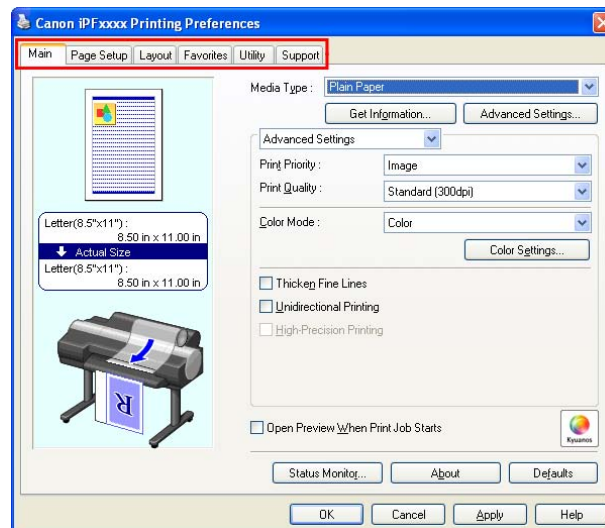 Canon iPFxxxx Printing Preferences
Main Page Setup Layout Favorites Utility Support
Media Type : Plain Paper
Get Information... Advanced Settings...
Advanced Settings
Print Priority : Image
Print Quality : Standard (300dpi)
Color Mode : Color
Color Settings...
Letter(8.5"x11") :
8.50 in x 11.00 in
Actual Size
Letter(8.5"x11") :
8.50 in x 11.00 in
Thicken Fine Lines
Unidirectional Printing
High-Precision Printing
R
Open Preview When Print Job Starts
Kyuanos
Status Monitor... About Defaults
OK Cancel Apply Help